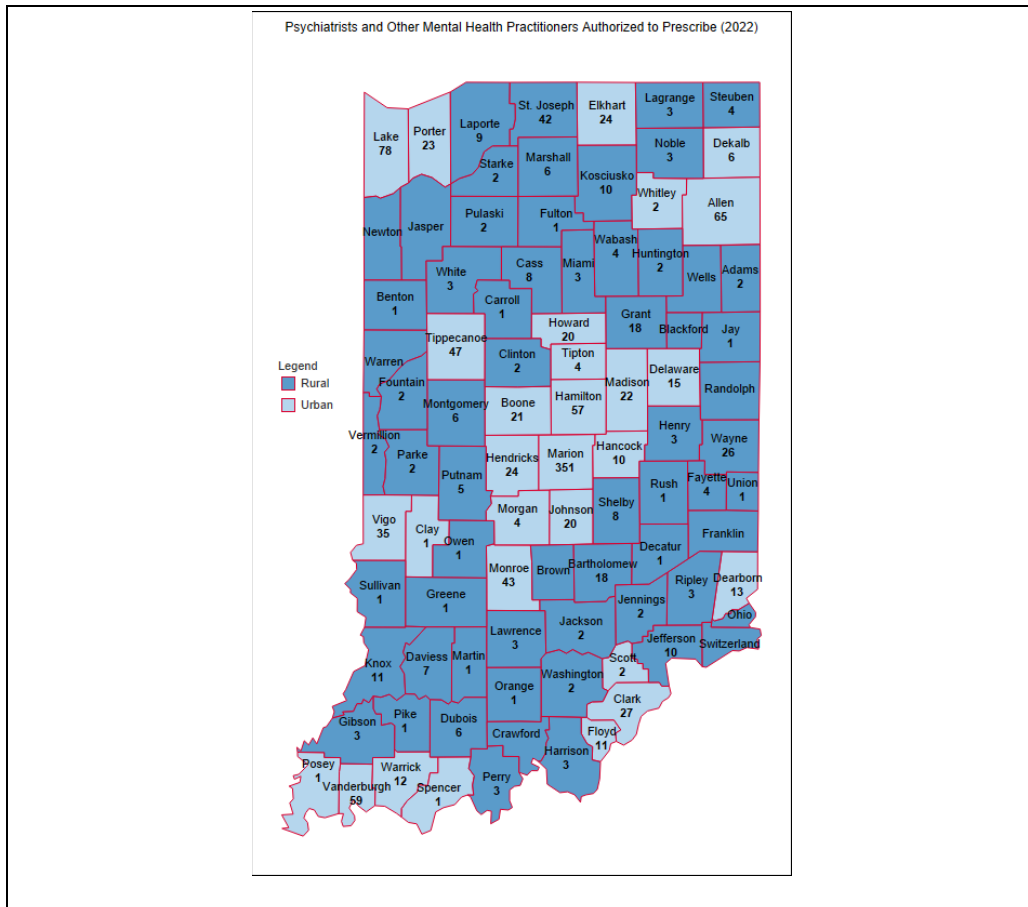 Psychiatrists and Other Mental Health Practitioners Authorized to Prescribe (2022)
Lake
78
Porter
23
Laporte
9
St. Joseph
42
Elkhart
24
Lagrange
3
Steuben
4
Starke
2
Marshall
6
Kosciusko
10
Noble
3
Dekalb
6
Whitley
2
Allen
65
Newton
Jasper
Pulaski
2
Fulton
1
Wabash
4
Huntington
2
Wells
Adams
2
White
3
Cass
8
Miami
3
Benton
1
Carroll
1
Howard
20
Grant
18
Blackford
Jay
1
Tippecanoe
47
Clinton
2
Tipton
4
Madison
22
Delaware
15
Randolph
Legend
Rural
Urban
Warren
Fountain
2
Montgomery
6
Boone
21
Hamilton
57
Henry
3
Wayne
26
Vermillion
2
Parke
2
Putnam
5
Hendricks
24
Marion
351
Hancock
10
Rush
1
Fayette
4
Union
1
Shelby
8
Vigo
35
Clay
1
Owen
1
Morgan
4
Johnson
20
Decatur
1
Franklin
Monroe
43
Brown
Bartholomew
18
Ripley
3
Dearborn
13
Ohio
Sullivan
1
Greene
1
Jennings
2
Jackson
2
Lawrence
3
Jefferson
10
Switzerland
Knox
11
Daviess
7
Martin
1
Scott
2
Washington
2
Orange
1
Clark
27
Gibson
3
Pike
1
Dubois
6
Crawford
Floyd
11
Harrison
3
Posey
1
Vanderburgh
59
Warrick
12
Spencer
1
Perry
3